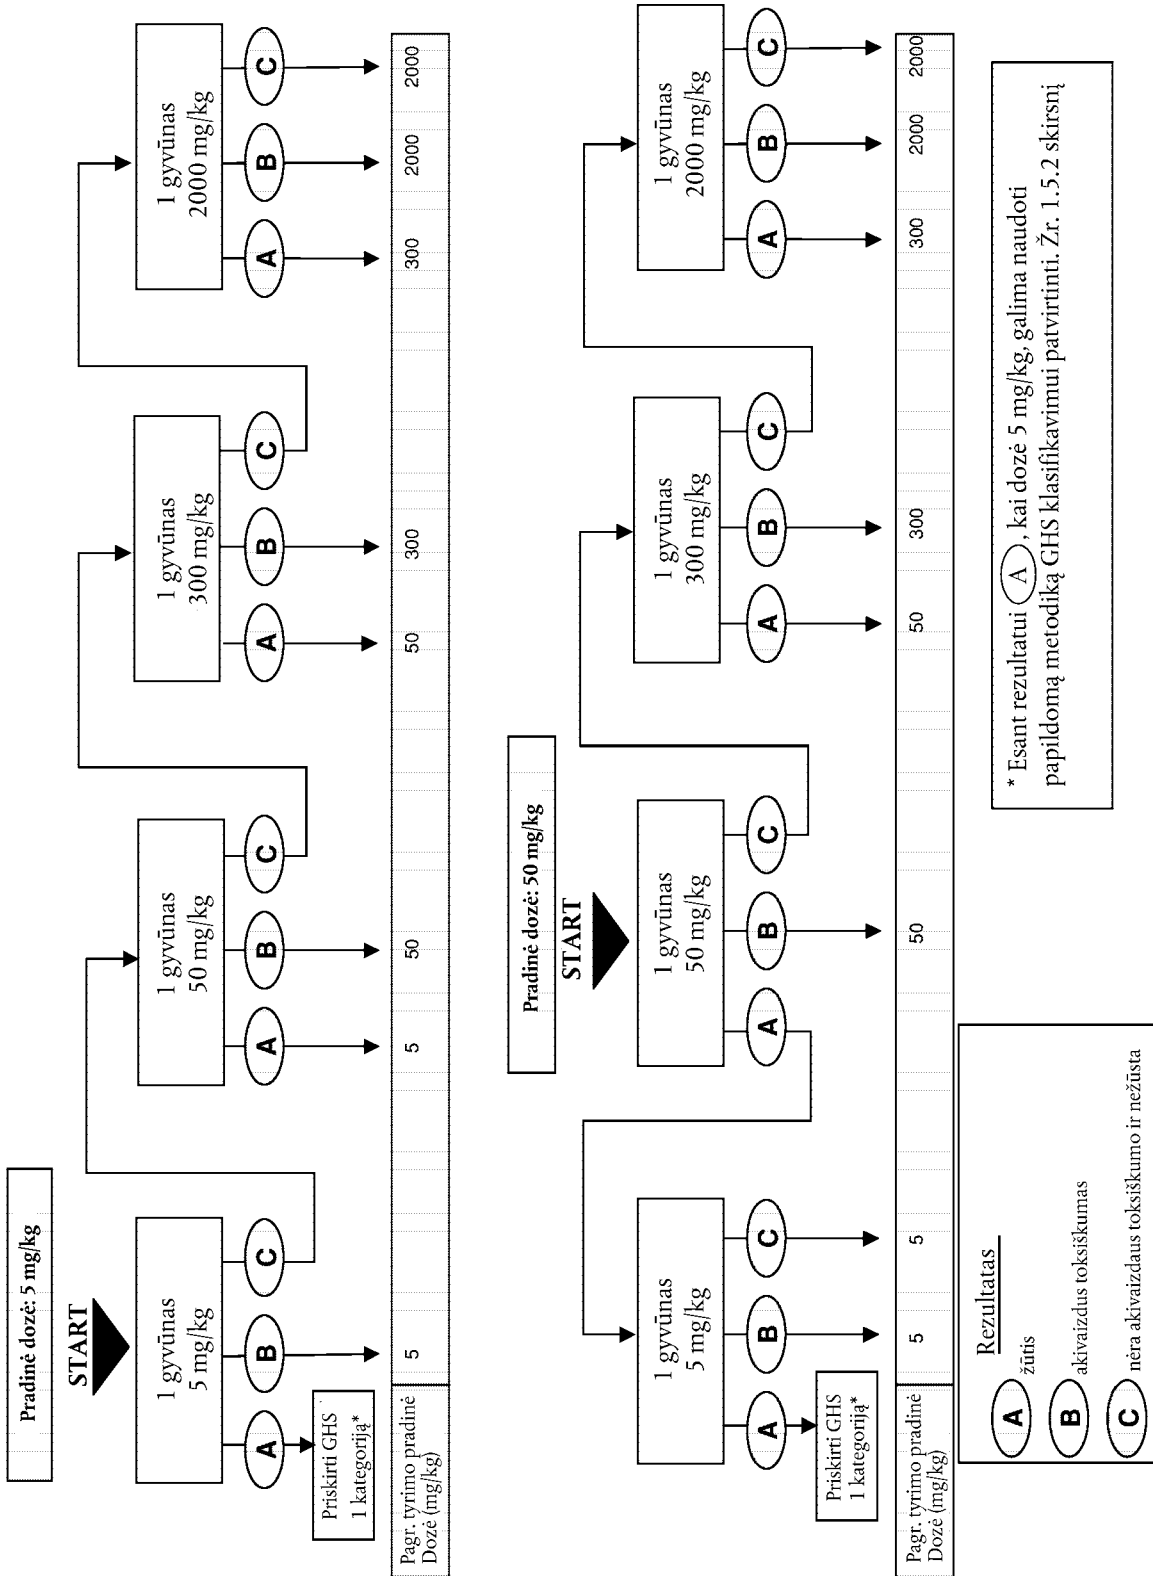 Pradinė dozė: 5 mg/kg
START
1 gyvūnas
5 mg/kg
A
B
C
Priskirti GHS
1 kategoriją*
1 gyvūnas
50 mg/kg
A
B
C
1 gyvūnas
300 mg/kg
A
B
C
1 gyvūnas
2000 mg/kg
A
B
C
Pagr. tyrimo pradinė
Dozė (mg/kg)
5
5
50
50
300
300
2000
2000
Pradinė dozė: 50 mg/kg
START
1 gyvūnas
5 mg/kg
A
B
C
Priskirti GHS
1 kategoriją*
1 gyvūnas
50 mg/kg
A
B
C
1 gyvūnas
300 mg/kg
A
B
C
1 gyvūnas
2000 mg/kg
A
B
C
Pagr. tyrimo pradinė
Dozė (mg/kg)
5
5
50
50
300
300
2000
2000
Rezultatas
A žūtis
B akivaizdus toksiškumas
C nėra akivaizdaus toksiškumo ir nežūsta
* Esant rezultatui A, kai dozė 5 mg/kg, galima naudoti
papildomą metodiką GHS klasifikavimui patvirtinti. Žr. 1.5.2 skirsnį